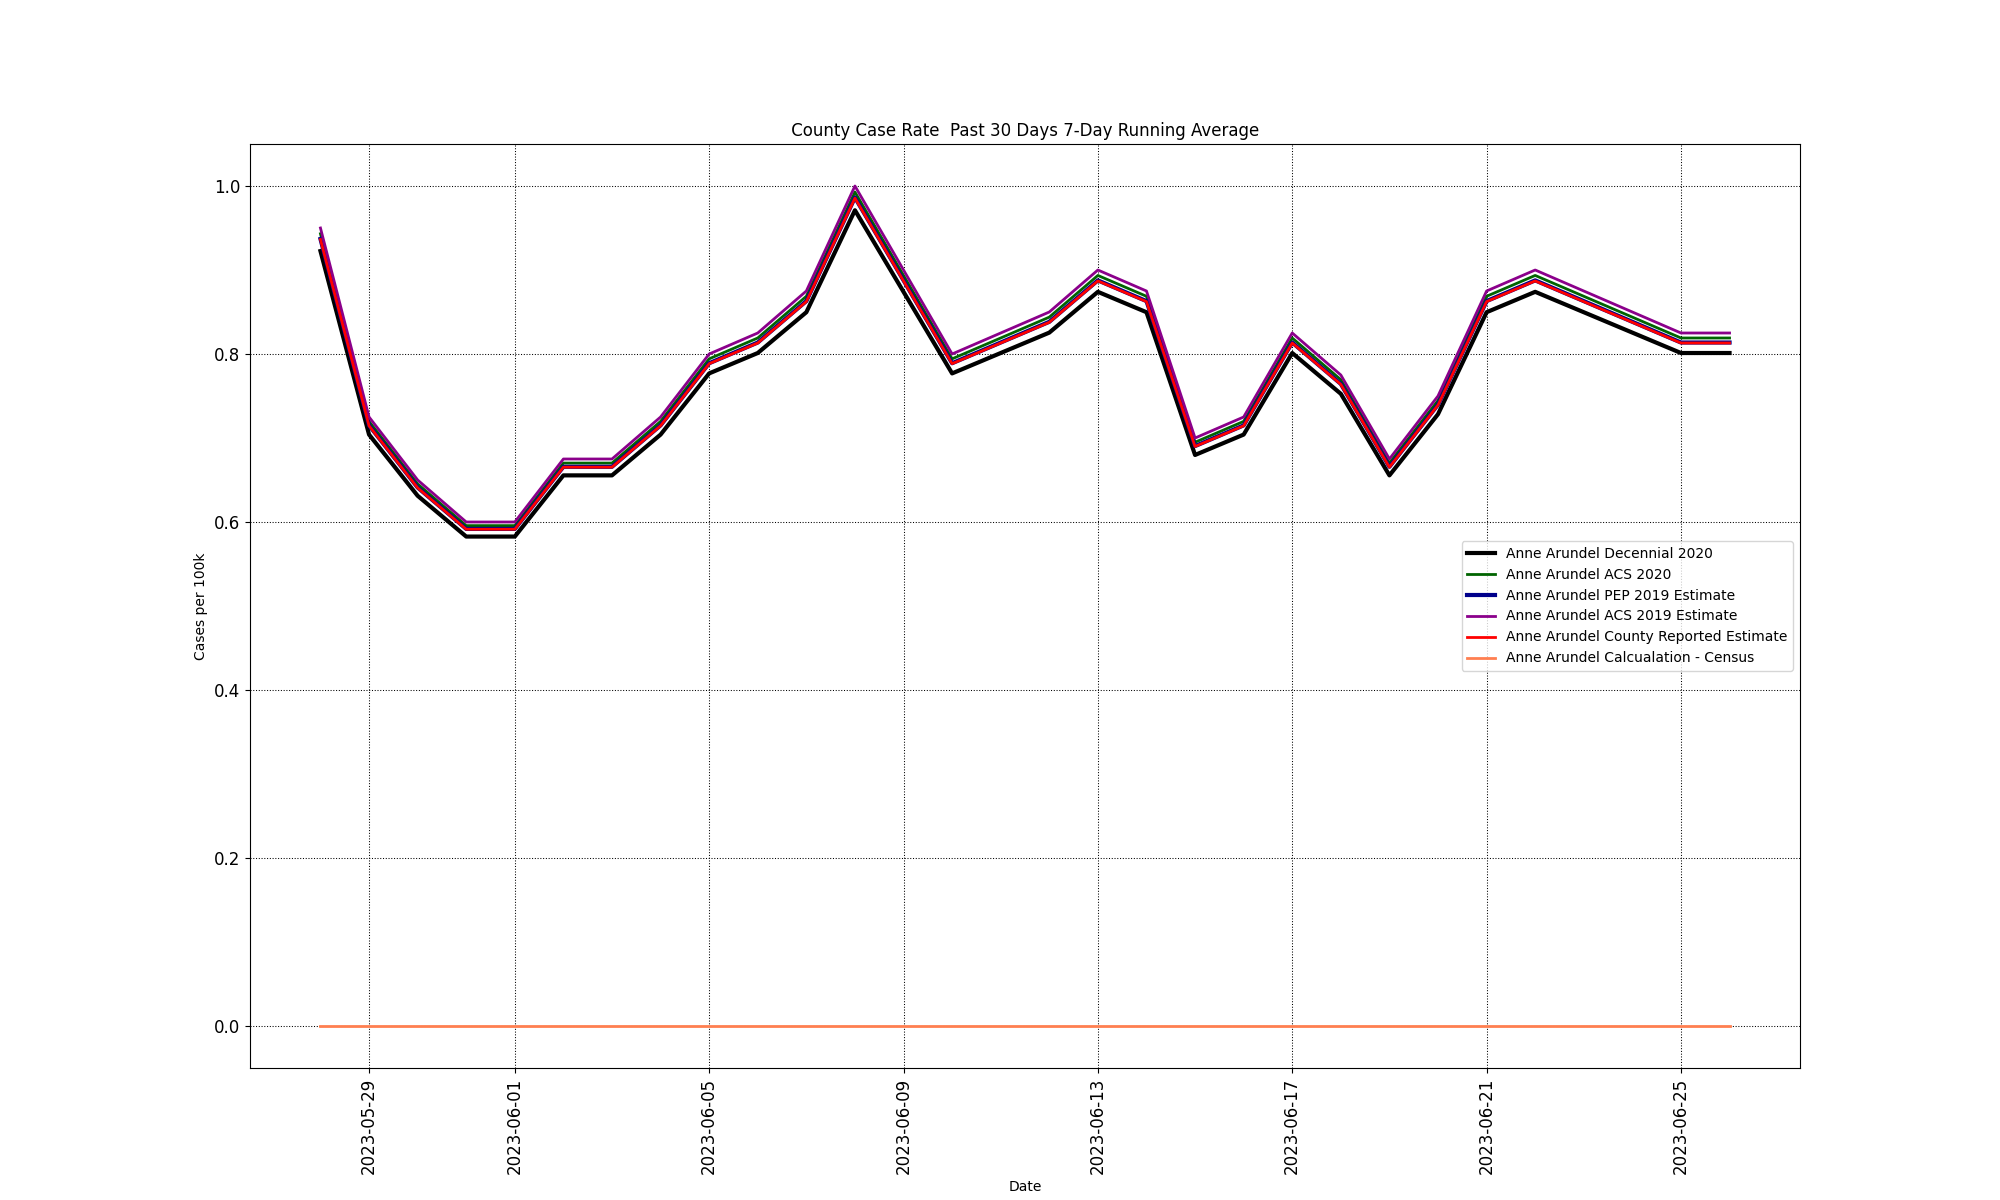 County Case Rate  Past 30 Days 7-Day Running Average
1.0
0.8
0.6
0.4
0.2
0.0
Cases per 100k
Anne Arundel Decennial 2020
Anne Arundel ACS 2020
Anne Arundel PEP 2019 Estimate
Anne Arundel ACS 2019 Estimate
Anne Arundel County Reported Estimate
Anne Arundel Calcualation - Census
2023-05-29
2023-06-01
2023-06-05
2023-06-09
2023-06-13
2023-06-17
2023-06-21
2023-06-25
Date